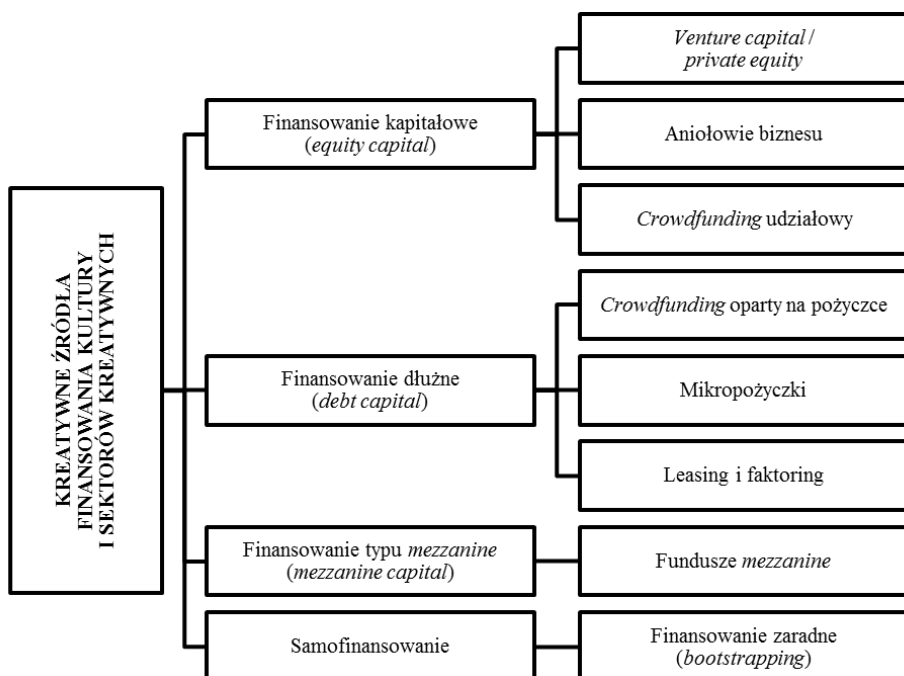 KREATYWNE ŹRÓDŁA
FINANSOWANIA KULTURY
I SEKTORÓW KREATYWNYCH
Finansowanie kapitałowe
(equity capital)
Venture capital /
private equity
Aniołowie biznesu
Crowdfunding udziałowy
Finansowanie dłużne
(debt capital)
Crowdfunding oparty na pożyczce
Mikropożyczki
Leasing i faktoring
Finansowanie typu mezzanine
(mezzanine capital)
Fundusze mezzanine
Samofinansowanie
Finansowanie zaradne
(bootstrapping)